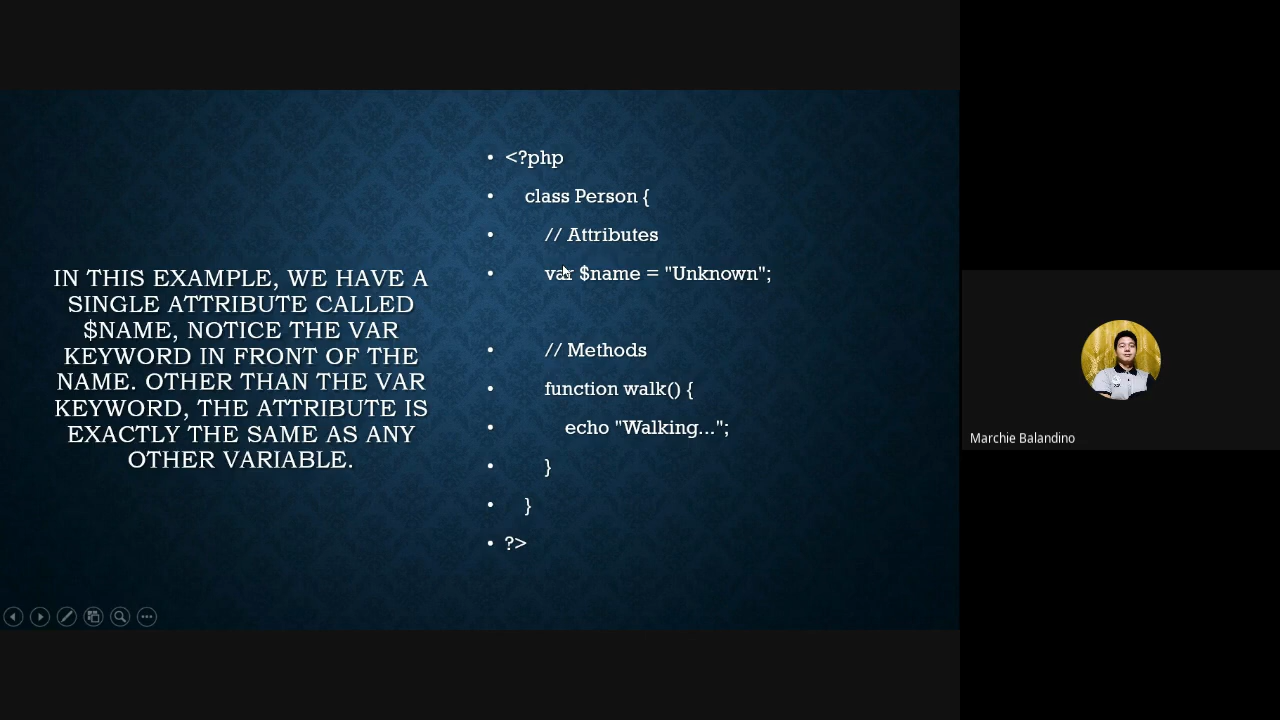 IN THIS EXAMPLE, WE HAVE A
SINGLE ATTRIBUTE CALLED
$NAME, NOTICE THE VAR
KEYWORD IN FRONT OF THE
NAME. OTHER THAN THE VAR
KEYWORD, THE ATTRIBUTE IS
EXACTLY THE SAME AS ANY
OTHER VARIABLE.
• <?php
• class Person {
• // Attributes
• var $name = "Unknown";
• // Methods
• function walk() {
• echo "Walking...";
• }
• }
• ?>
Marchie Balandino